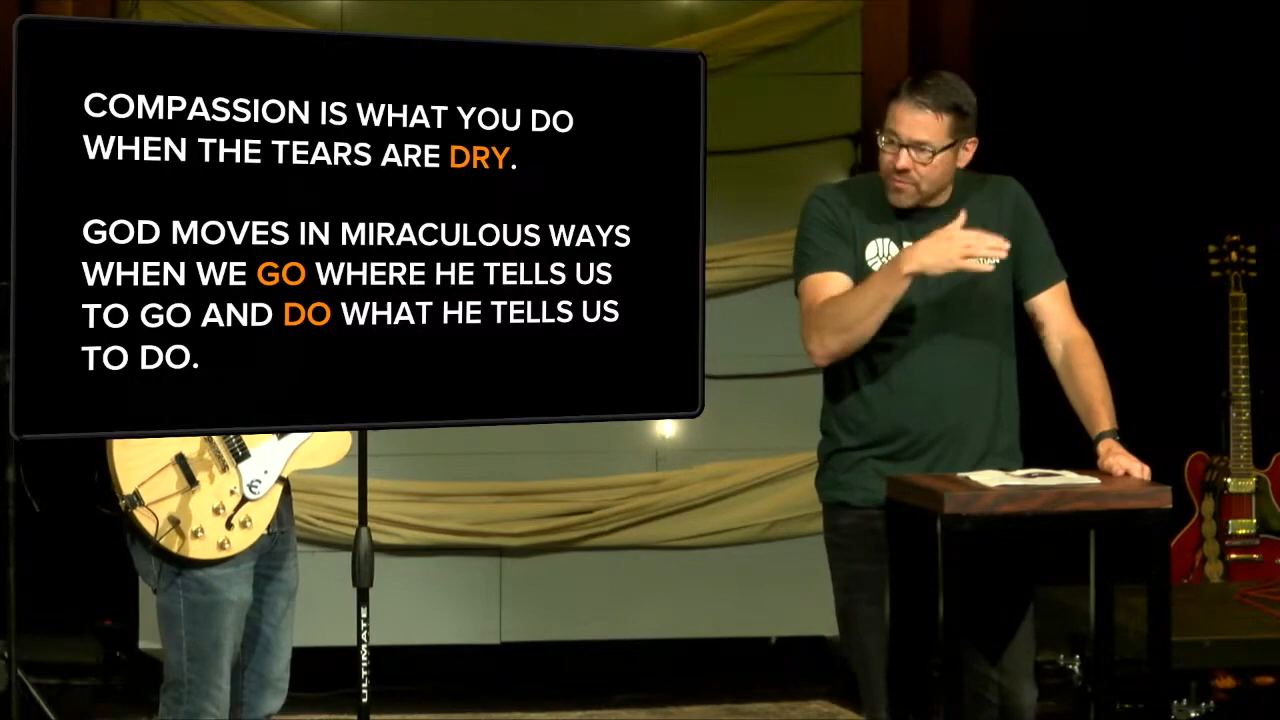 COMPASSION IS WHAT YOU DO
WHEN THE TEARS ARE DRY.
GOD MOVES IN MIRACULOUS WAYS
WHEN WE GO WHERE HE TELLS US
TO GO AND DO WHAT HE TELLS US
TO DO.
ULTIMATE